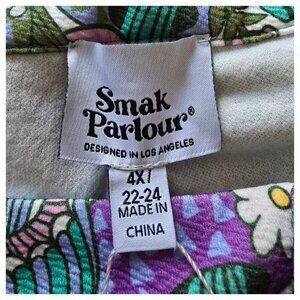 Smak
Parlour®
DESIGNED IN LOS ANGELES
4X/
22-24
MADE IN
CHINA